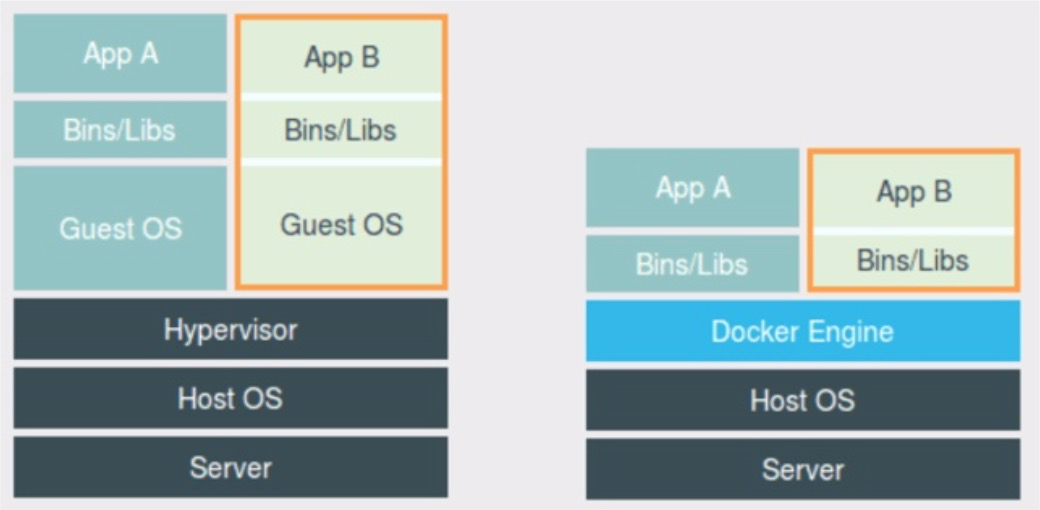 App A
App B
Bins/Libs
Bins/Libs
Guest OS
Guest OS
Hypervisor
Host OS
Server
App A
App B
Bins/Libs
Bins/Libs
Docker Engine
Host OS
Server